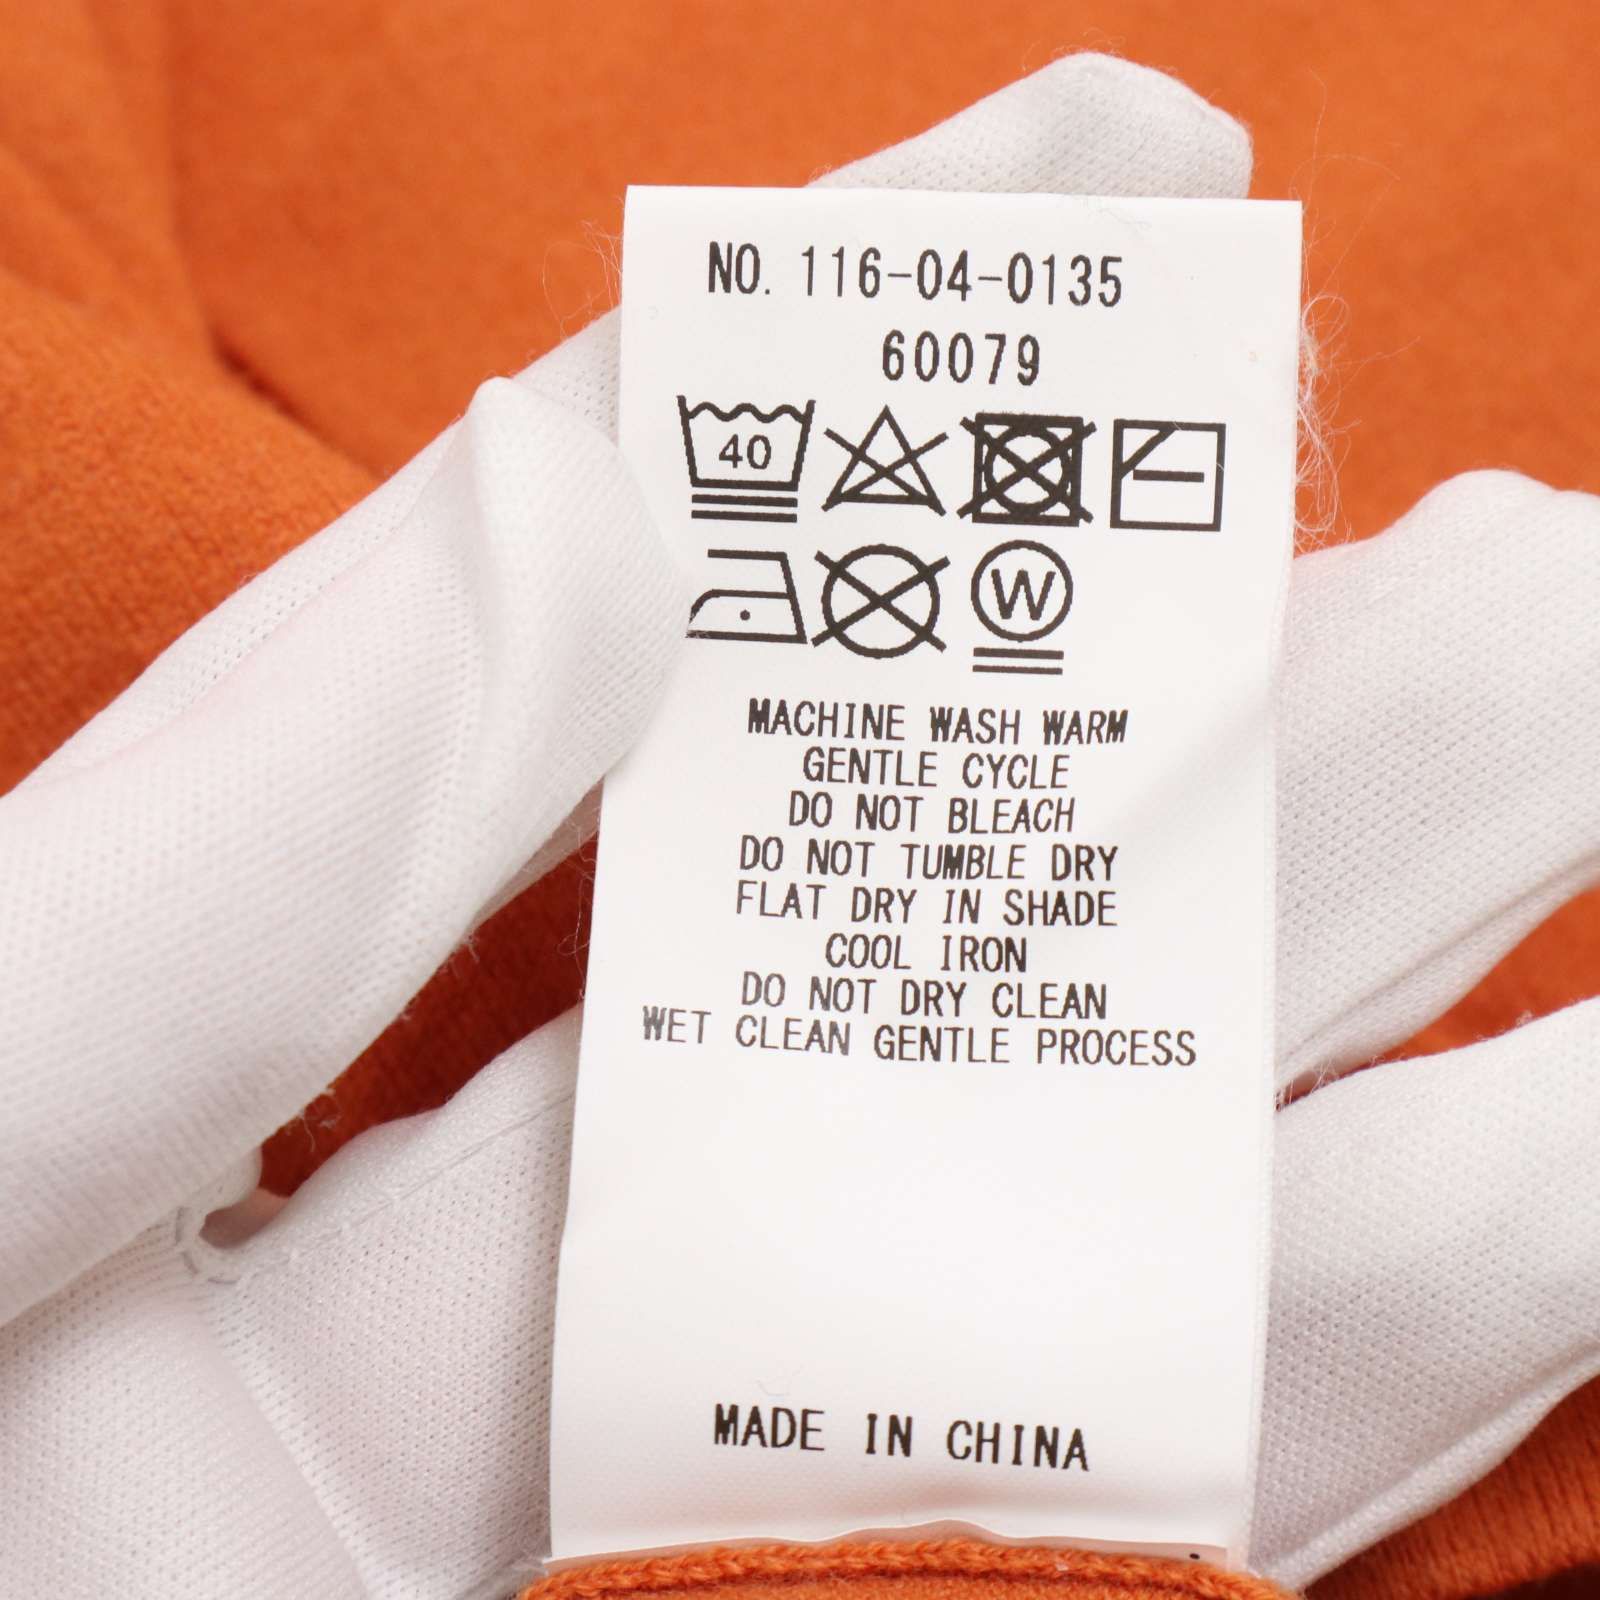 NO. 116-04-0135
60079
40
W
MACHINE WASH WARM
GENTLE CYCLE
DO NOT BLEACH
DO NOT TUMBLE DRY
FLAT DRY IN SHADE
COOL IRON
DO NOT DRY CLEAN
WET CLEAN GENTLE PROCESS
MADE IN CHINA